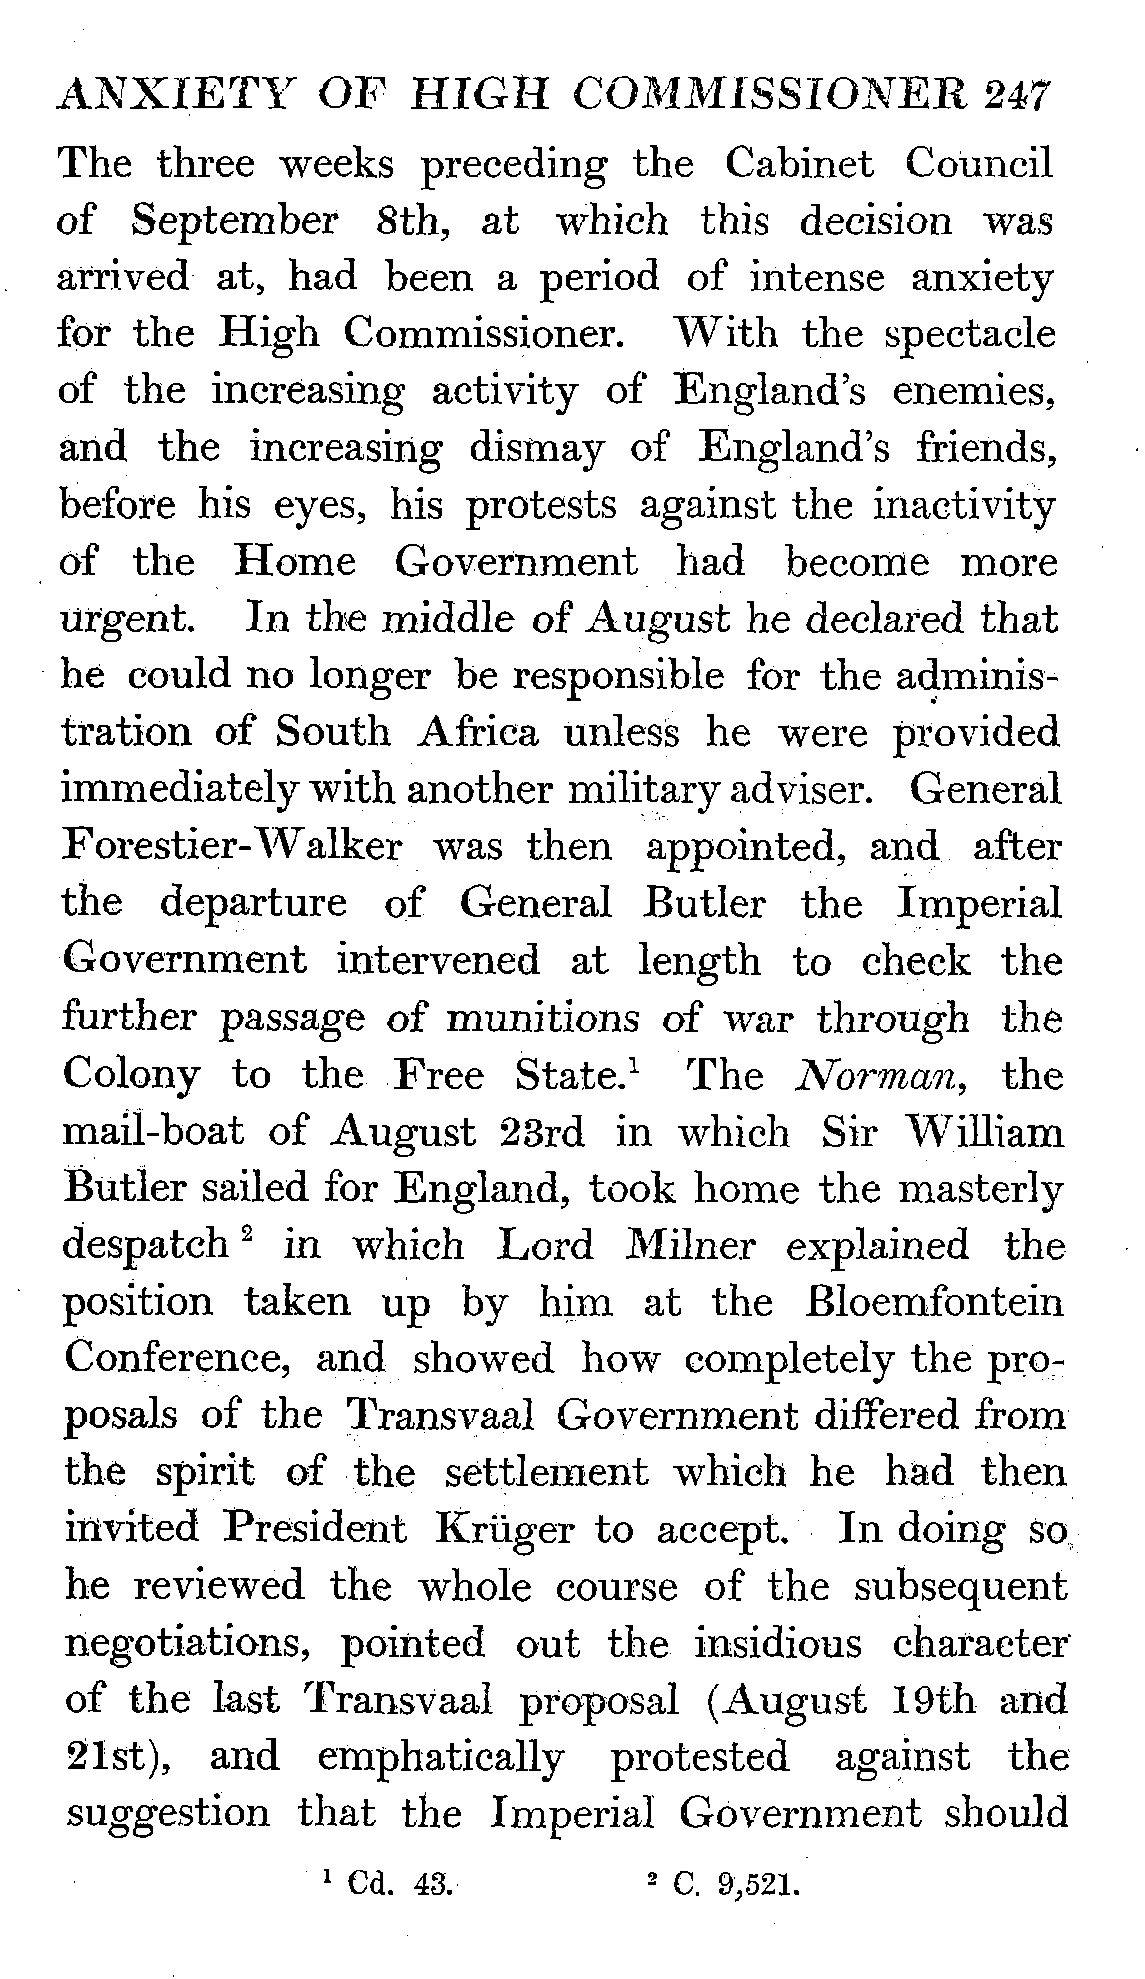 ANXIETY OF HIGH COMMISSIONER 247
The three weeks preceding the Cabinet Council
of September 8th, at which this decision was
arrived at, had been a period of intense anxiety
for the High Commissioner. With the spectacle
of the increasing activity of England's enemies,
and the increasing dismay of England's friends,
before his eyes, his protests against the inactivity
of the Home Government had become more
urgent. In the middle of August he declared that
he could no longer be responsible for the adminis-
tration of South Africa unless he were provided
immediately with another military adviser. General
Forestier-Walker was then appointed, and after
the departure of General Butler the Imperial
Government intervened at length to check the
further passage of munitions of war through the
Colony to the Free State.¹ The Norman, the
mail-boat of August 23rd in which Sir William
Butler sailed for England, took home the masterly
despatch ² in which Lord Milner explained the
position taken up by him at the Bloemfontein
Conference, and showed how completely the pro-
posals of the Transvaal Government differed from
the spirit of the settlement which he had then
invited President Krüger to accept. In doing so
he reviewed the whole course of the subsequent
negotiations, pointed out the insidious character
of the last Transvaal proposal (August 19th and
21st), and emphatically protested against the
suggestion that the Imperial Government should
¹ Cd. 43. ² C. 9,521.